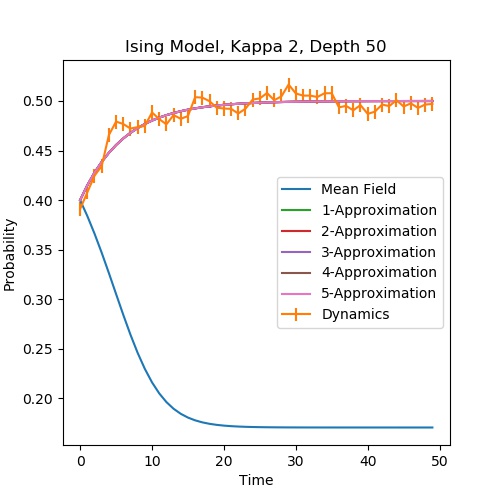 Ising Model, Kappa 2, Depth 50
Probability
0.50
0.45
0.40
0.35
0.30
0.25
0.20
Mean Field
1-Approximation
2-Approximation
3-Approximation
4-Approximation
5-Approximation
Dynamics
0 10 20 30 40 50
Time